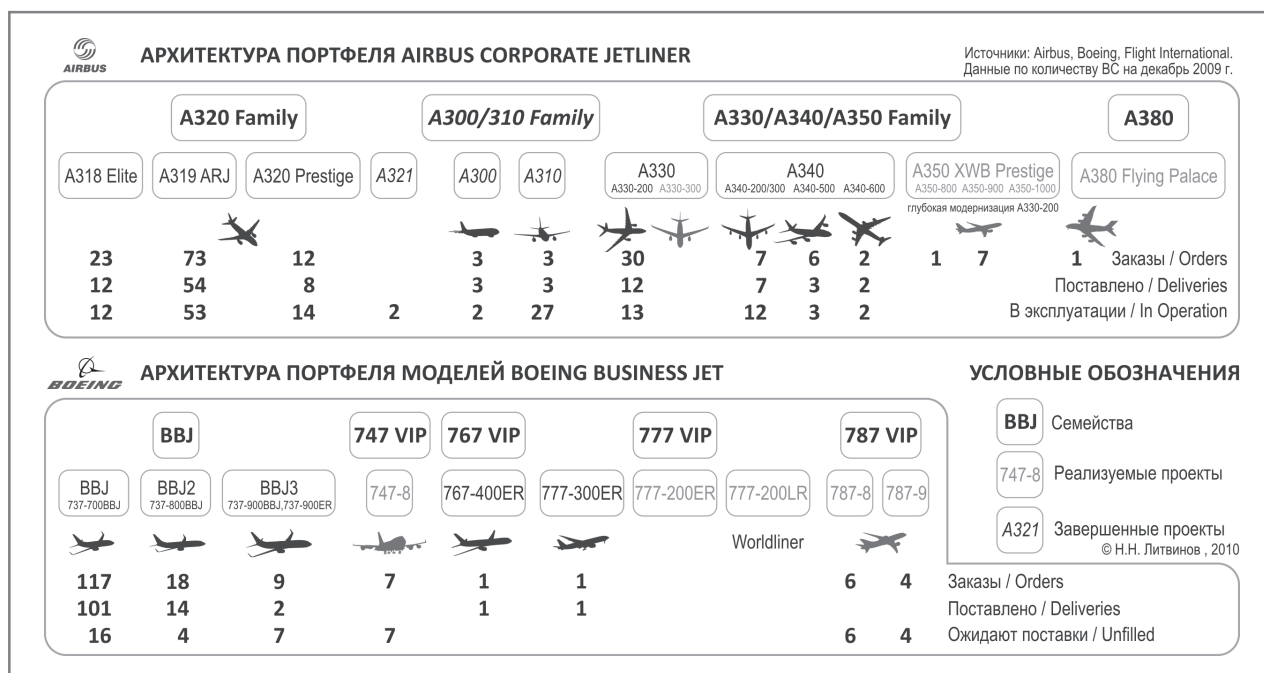 AIRBUS
АРХИТЕКТУРА ПОРТФЕЛЯ AIRBUS CORPORATE JETLINER
Источники: Airbus, Boeing, Flight International.
Данные по количеству ВС на декабрь 2009 г.
A320 Family A300/310 Family A330/A340/A350 Family A380
A318 Elite A319 ARJ A320 Prestige A321 A300 A310 A330 A340 A350 XWB Prestige A380 Flying Palace
A330-200 A330-300 A340-200/300 A340-500 A340-600 A350-800 A350-900 A350-1000
глубокая модернизация A330-200
23 73 12 3 3 30 7 6 2 1 7 1 Заказы / Orders
12 54 8 3 3 12 7 3 2 Поставлено / Deliveries
12 53 14 2 2 27 13 12 3 2 В эксплуатации / In Operation
BOEING
АРХИТЕКТУРА ПОРТФЕЛЯ МОДЕЛЕЙ BOEING BUSINESS JET
BBJ 747 VIP 767 VIP 777 VIP 787 VIP
BBJ BBJ2 BBJ3 747-8 767-400ER 777-300ER 777-200ER 777-200LR 787-8 787-9
737-700BBJ 737-800BBJ 737-900BBJ,737-900ER
Worldliner
117 18 9 7 1 1 6 4 Заказы / Orders
101 14 2 1 1 Поставлено / Deliveries
16 4 7 7 6 4 Ожидают поставки / Unfilled
УСЛОВНЫЕ ОБОЗНАЧЕНИЯ
BBJ Семейства
747-8 Реализуемые проекты
A321 Завершенные проекты
© Н.Н. Литвинов , 2010